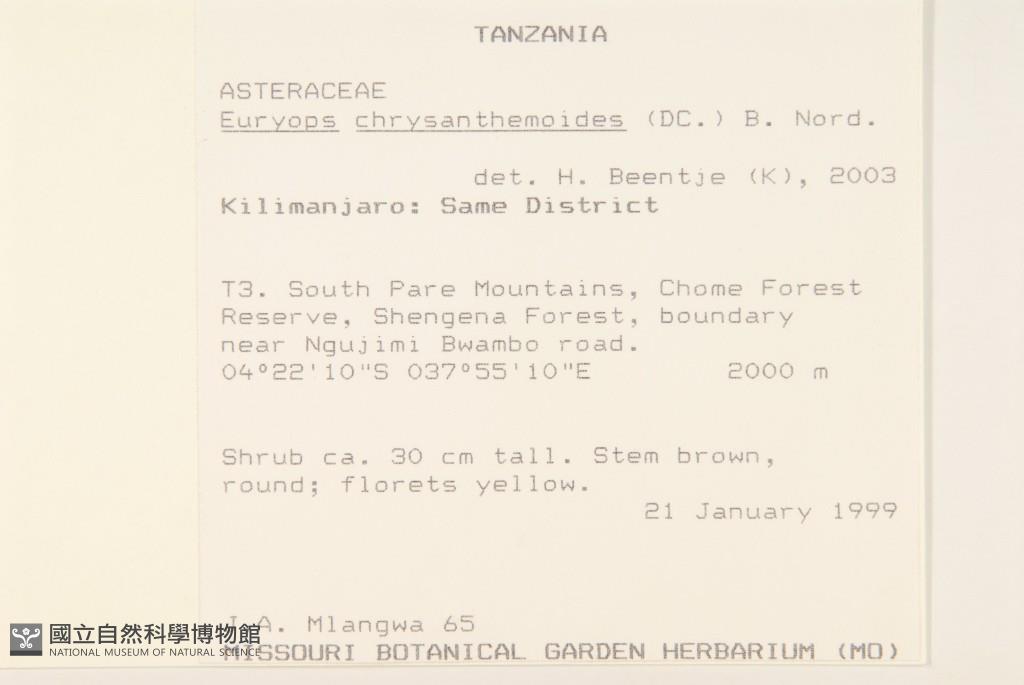 TANZANIA
ASTERACEAE
Euryops chrysanthemoides (DC.) B. Nord.
det. H. Beentje (K), 2003
Kilimanjaro: Same District
T3. South Pare Mountains, Chome Forest
Reserve, Shengena Forest, boundary
near Ngujimi Bwambo road.
04°22'10"S 037°55'10"E 2000 m
Shrub ca. 30 cm tall. Stem brown,
round; florets yellow.
21 January 1999
A. Mlangwa 65
MISSOURI BOTANICAL GARDEN HERBARIUM (MO)
國立自然科學博物館
NATIONAL MUSEUM OF NATURAL SCIENCE